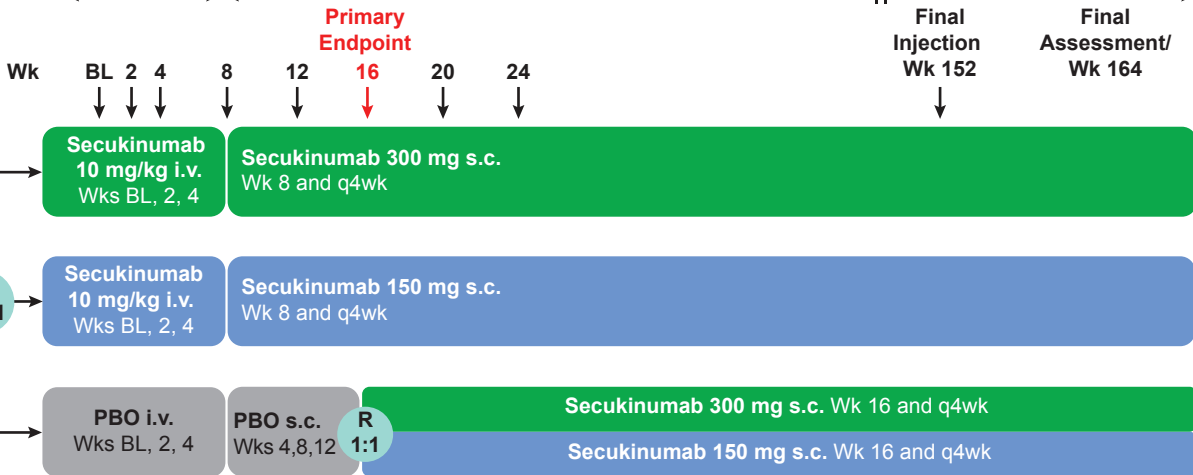 Primary
Endpoint
Final
Injection
Wk 152
Final
Assessment/
Wk 164
Wk BL 2 4 8 12 16 20 24
Secukinumab
10 mg/kg i.v.
Wks BL, 2, 4
Secukinumab 300 mg s.c.
Wk 8 and q4wk
Secukinumab
10 mg/kg i.v.
Wks BL, 2, 4
Secukinumab 150 mg s.c.
Wk 8 and q4wk
PBO i.v.
Wks BL, 2, 4
PBO s.c.
Wks 4,8,12
R
1:1
Secukinumab 300 mg s.c. Wk 16 and q4wk
Secukinumab 150 mg s.c. Wk 16 and q4wk